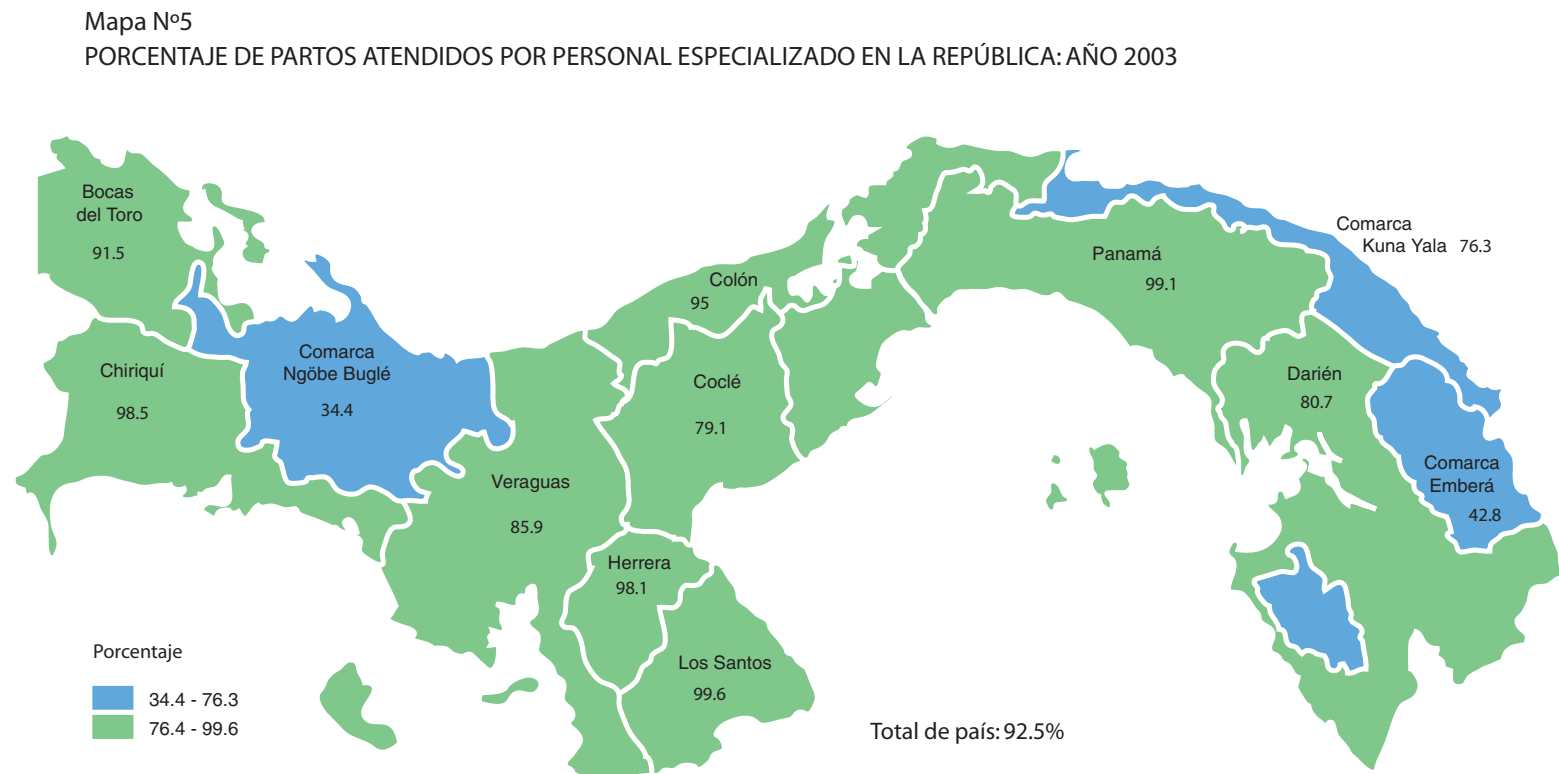 Mapa Nº5
PORCENTAJE DE PARTOS ATENDIDOS POR PERSONAL ESPECIALIZADO EN LA REPÚBLICA: AÑO 2003
Bocas
del Toro
91.5
Chiriquí
98.5
Comarca
Ngöbe Buglé
34.4
Veraguas
85.9
Colón
95
Coclé
79.1
Herrera
98.1
Los Santos
99.6
Panamá
99.1
Comarca
Kuna Yala 76.3
Darién
80.7
Comarca
Emberá
42.8
Porcentaje
34.4 - 76.3
76.4 - 99.6
Total de país: 92.5%